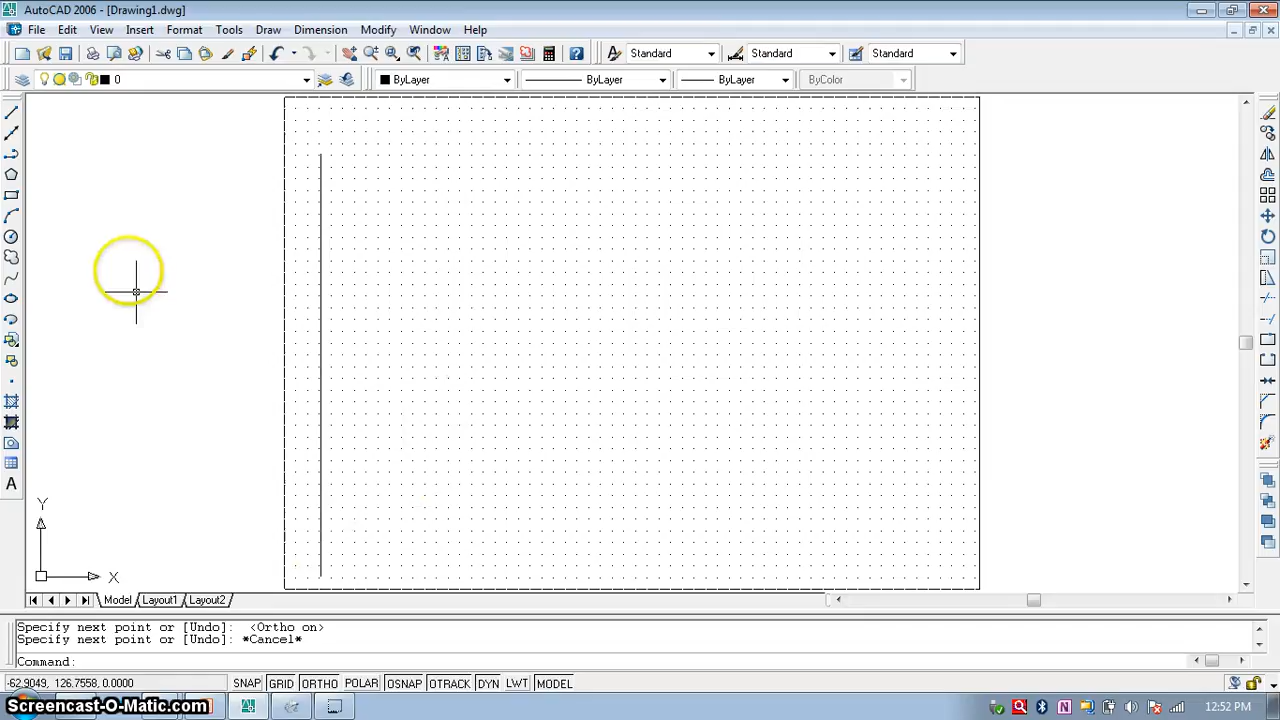 AutoCAD 2006 - [Drawing1.dwg]
File Edit View Insert Format Tools Draw Dimension Modify Window Help
Standard Standard Standard
0 ByLayer ByLayer ByLayer ByColor
Y
X
Model Layout1 Layout2
Specify next point or [Undo]: <Ortho on>
Specify next point or [Undo]: *Cancel*
Command:
-62.9049, 126.7558, 0.0000 SNAP GRID ORTHO POLAR OSNAP OTRACK DYN LWT MODEL
Screencast-O-Matic.com 12:52 PM